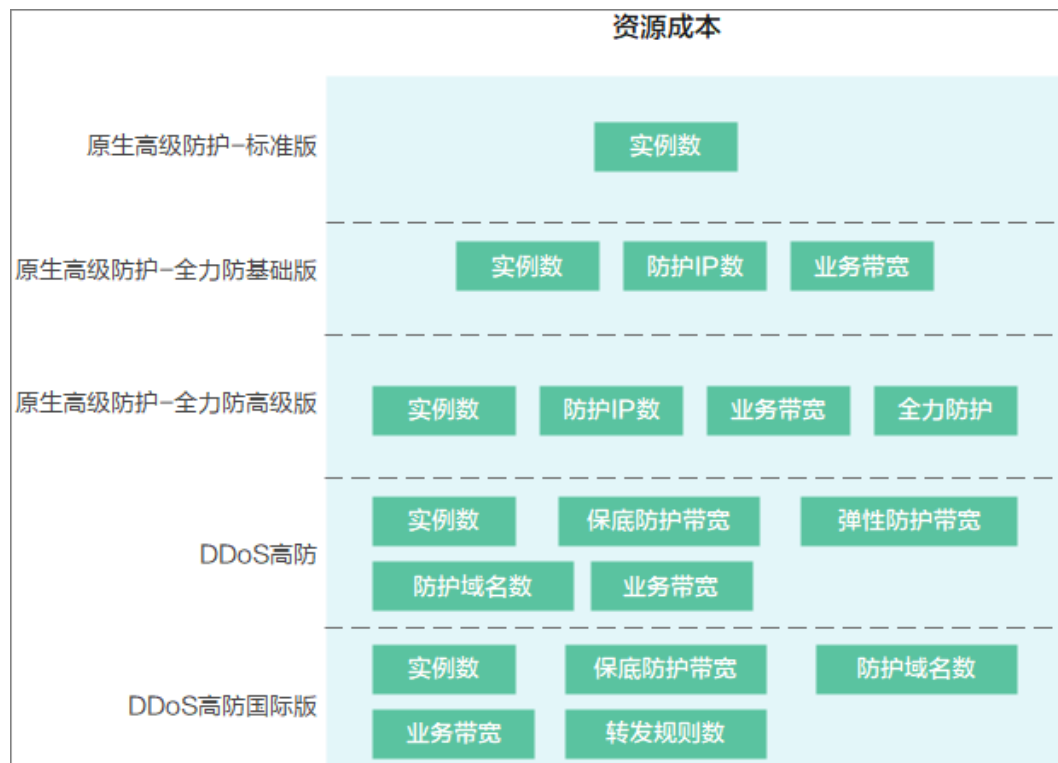 资源成本
原生高级防护-标准版
实例数
原生高级防护-全力防基础版
实例数 防护IP数 业务带宽
原生高级防护-全力防高级版
实例数 防护IP数 业务带宽 全力防护
DDoS高防
实例数 保底防护带宽 弹性防护带宽
防护域名数 业务带宽
DDoS高防国际版
实例数 保底防护带宽 防护域名数
业务带宽 转发规则数